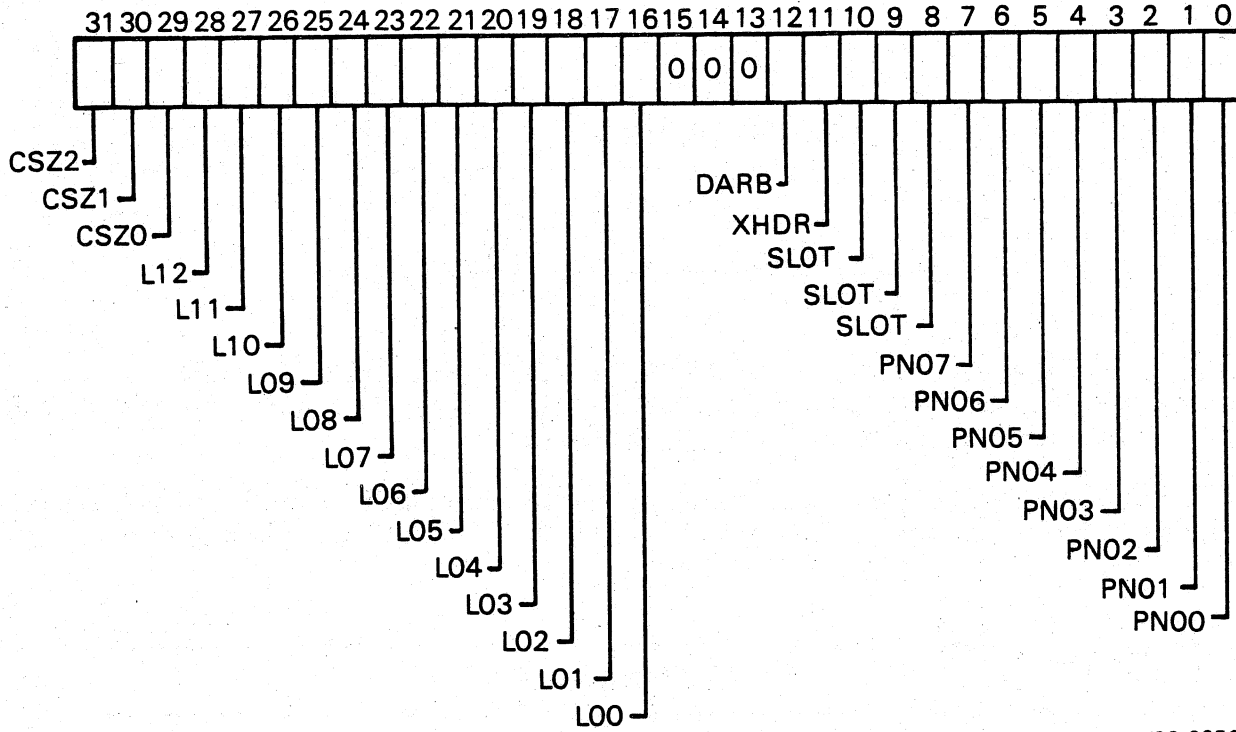 31 30 29 28 27 26 25 24 23 22 21 20 19 18 17 16 15 14 13 12 11 10 9 8 7 6 5 4 3 2 1 0
0 0 0
CSZ2
CSZ1
CSZ0
L12
L11
L10
L09
L08
L07
L06
L05
L04
L03
L02
L01
L00
DARB
XHDR
SLOT
SLOT
SLOT
PN07
PN06
PN05
PN04
PN03
PN02
PN01
PN00